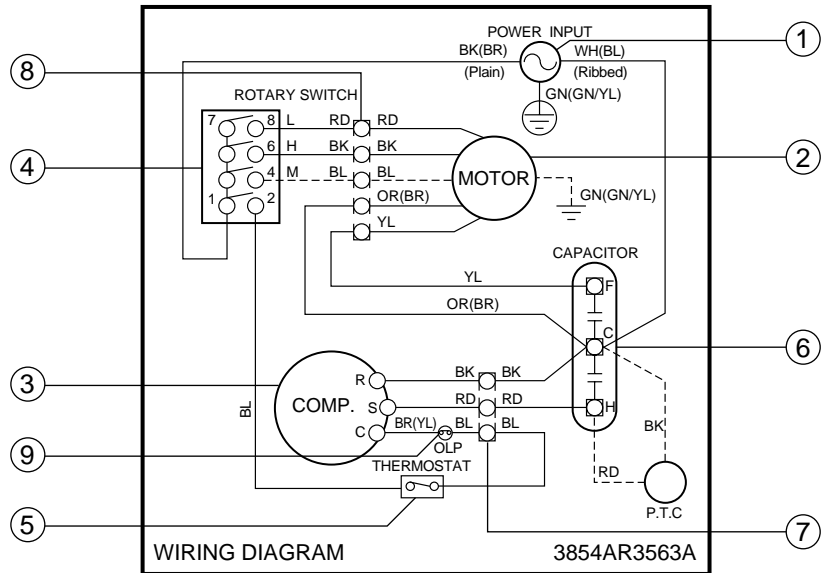 POWER INPUT
BK(BR)
WH(BL)
(Plain)
(Ribbed)
GN(GN/YL)
1
8
ROTARY SWITCH
7
8
L
RD
RD
6
H
BK
BK
4
M
BL
BL
1
2
OR(BR)
YL
MOTOR
GN(GN/YL)
4
2
CAPACITOR
YL
F
OR(BR)
C
6
3
COMP.
R
BK
BK
S
RD
RD
H
C
BR(YL)
BL
BL
OLP
BL
BK
9
THERMOSTAT
RD
P.T.C
5
7
WIRING DIAGRAM
3854AR3563A